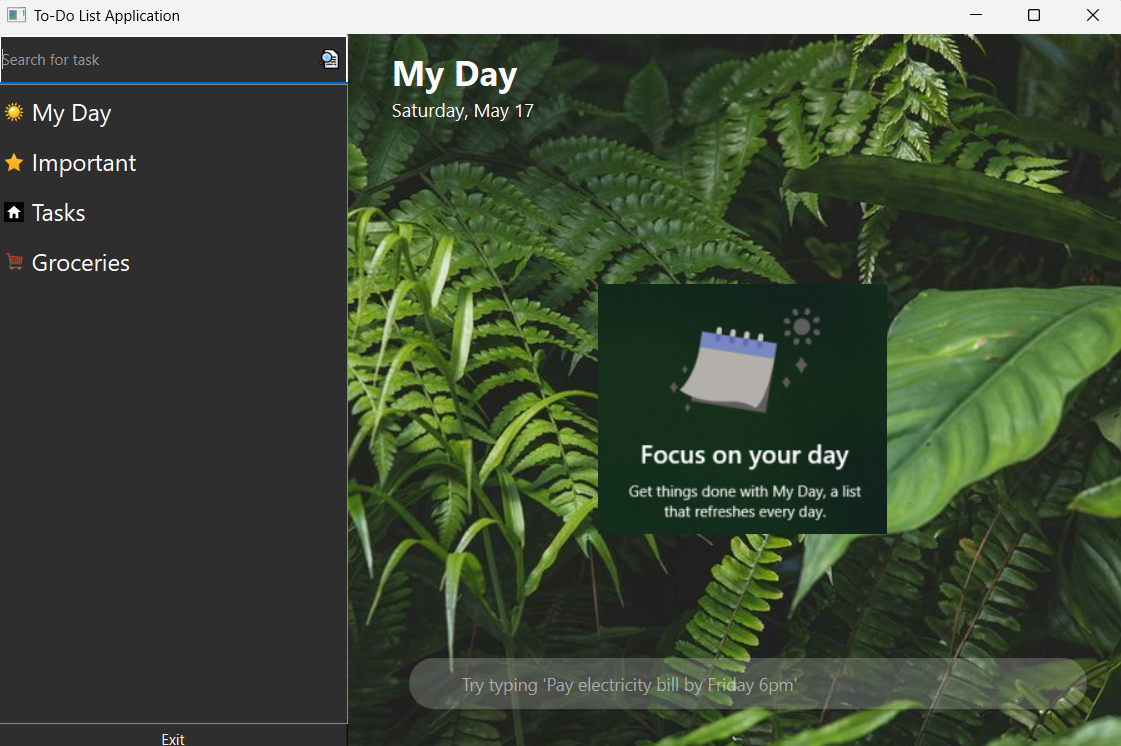 To-Do List Application
Search for task
My Day
Important
Tasks
Groceries
Exit
My Day
Saturday, May 17
Focus on your day
Get things done with My Day, a list
that refreshes every day.
Try typing 'Pay electricity bill by Friday 6pm'